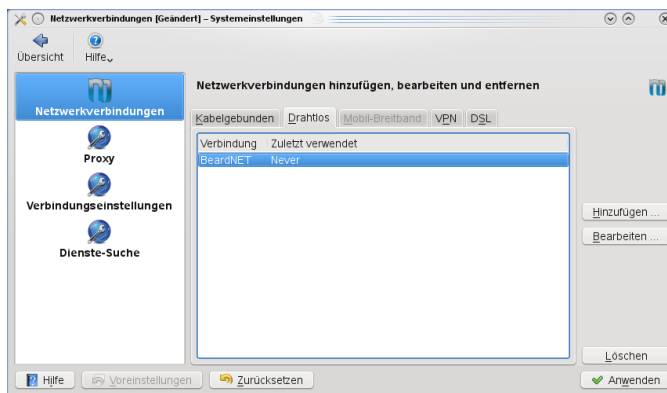 Netzwerkverbindungen [Geändert] – Systemeinstellungen
Übersicht
Hilfe
Netzwerkverbindungen
Proxy
Verbindungseinstellungen
Dienste-Suche
Netzwerkverbindungen hinzufügen, bearbeiten und entfernen
Kabelgebunden Drahtlos Mobil-Breitband VPN DSL
Verbindung Zuletzt verwendet
BeardNET Never
Hinzufügen ...
Bearbeiten ...
Löschen
Hilfe Voreinstellungen Zurücksetzen Anwenden